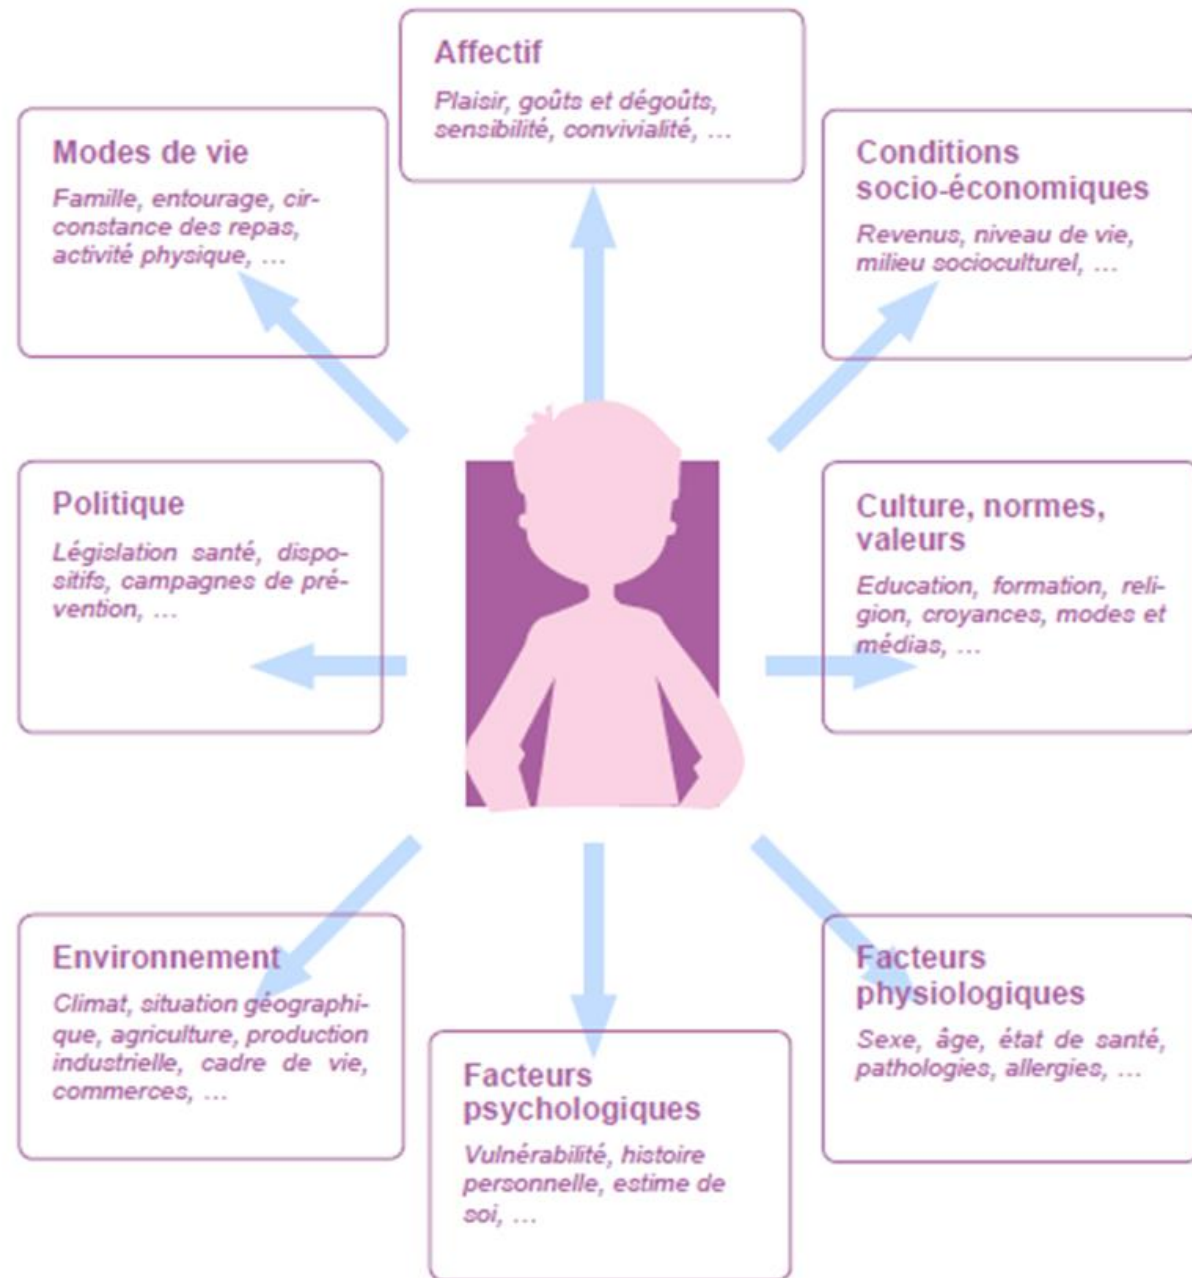 Affectif
Plaisir, goûts et dégoûts,
sensibilité, convivialité, ...
Modes de vie
Famille, entourage, cir-
constance des repas,
activité physique, ...
Conditions
socio-économiques
Revenus, niveau de vie,
milieu socioculturel, ...
Politique
Législation santé, dispo-
sitifs, campagnes de pré-
vention, ...
Culture, normes,
valeurs
Education, formation, reli-
gion, croyances, modes et
médias, ...
Environnement
Climat, situation géographi-
que, agriculture, production
industrielle, cadre de vie,
commerces, ...
Facteurs
psychologiques
Vulnérabilité, histoire
personnelle, estime de
soi, ...
Facteurs
physiologiques
Sexe, âge, état de santé,
pathologies, allergies, ...